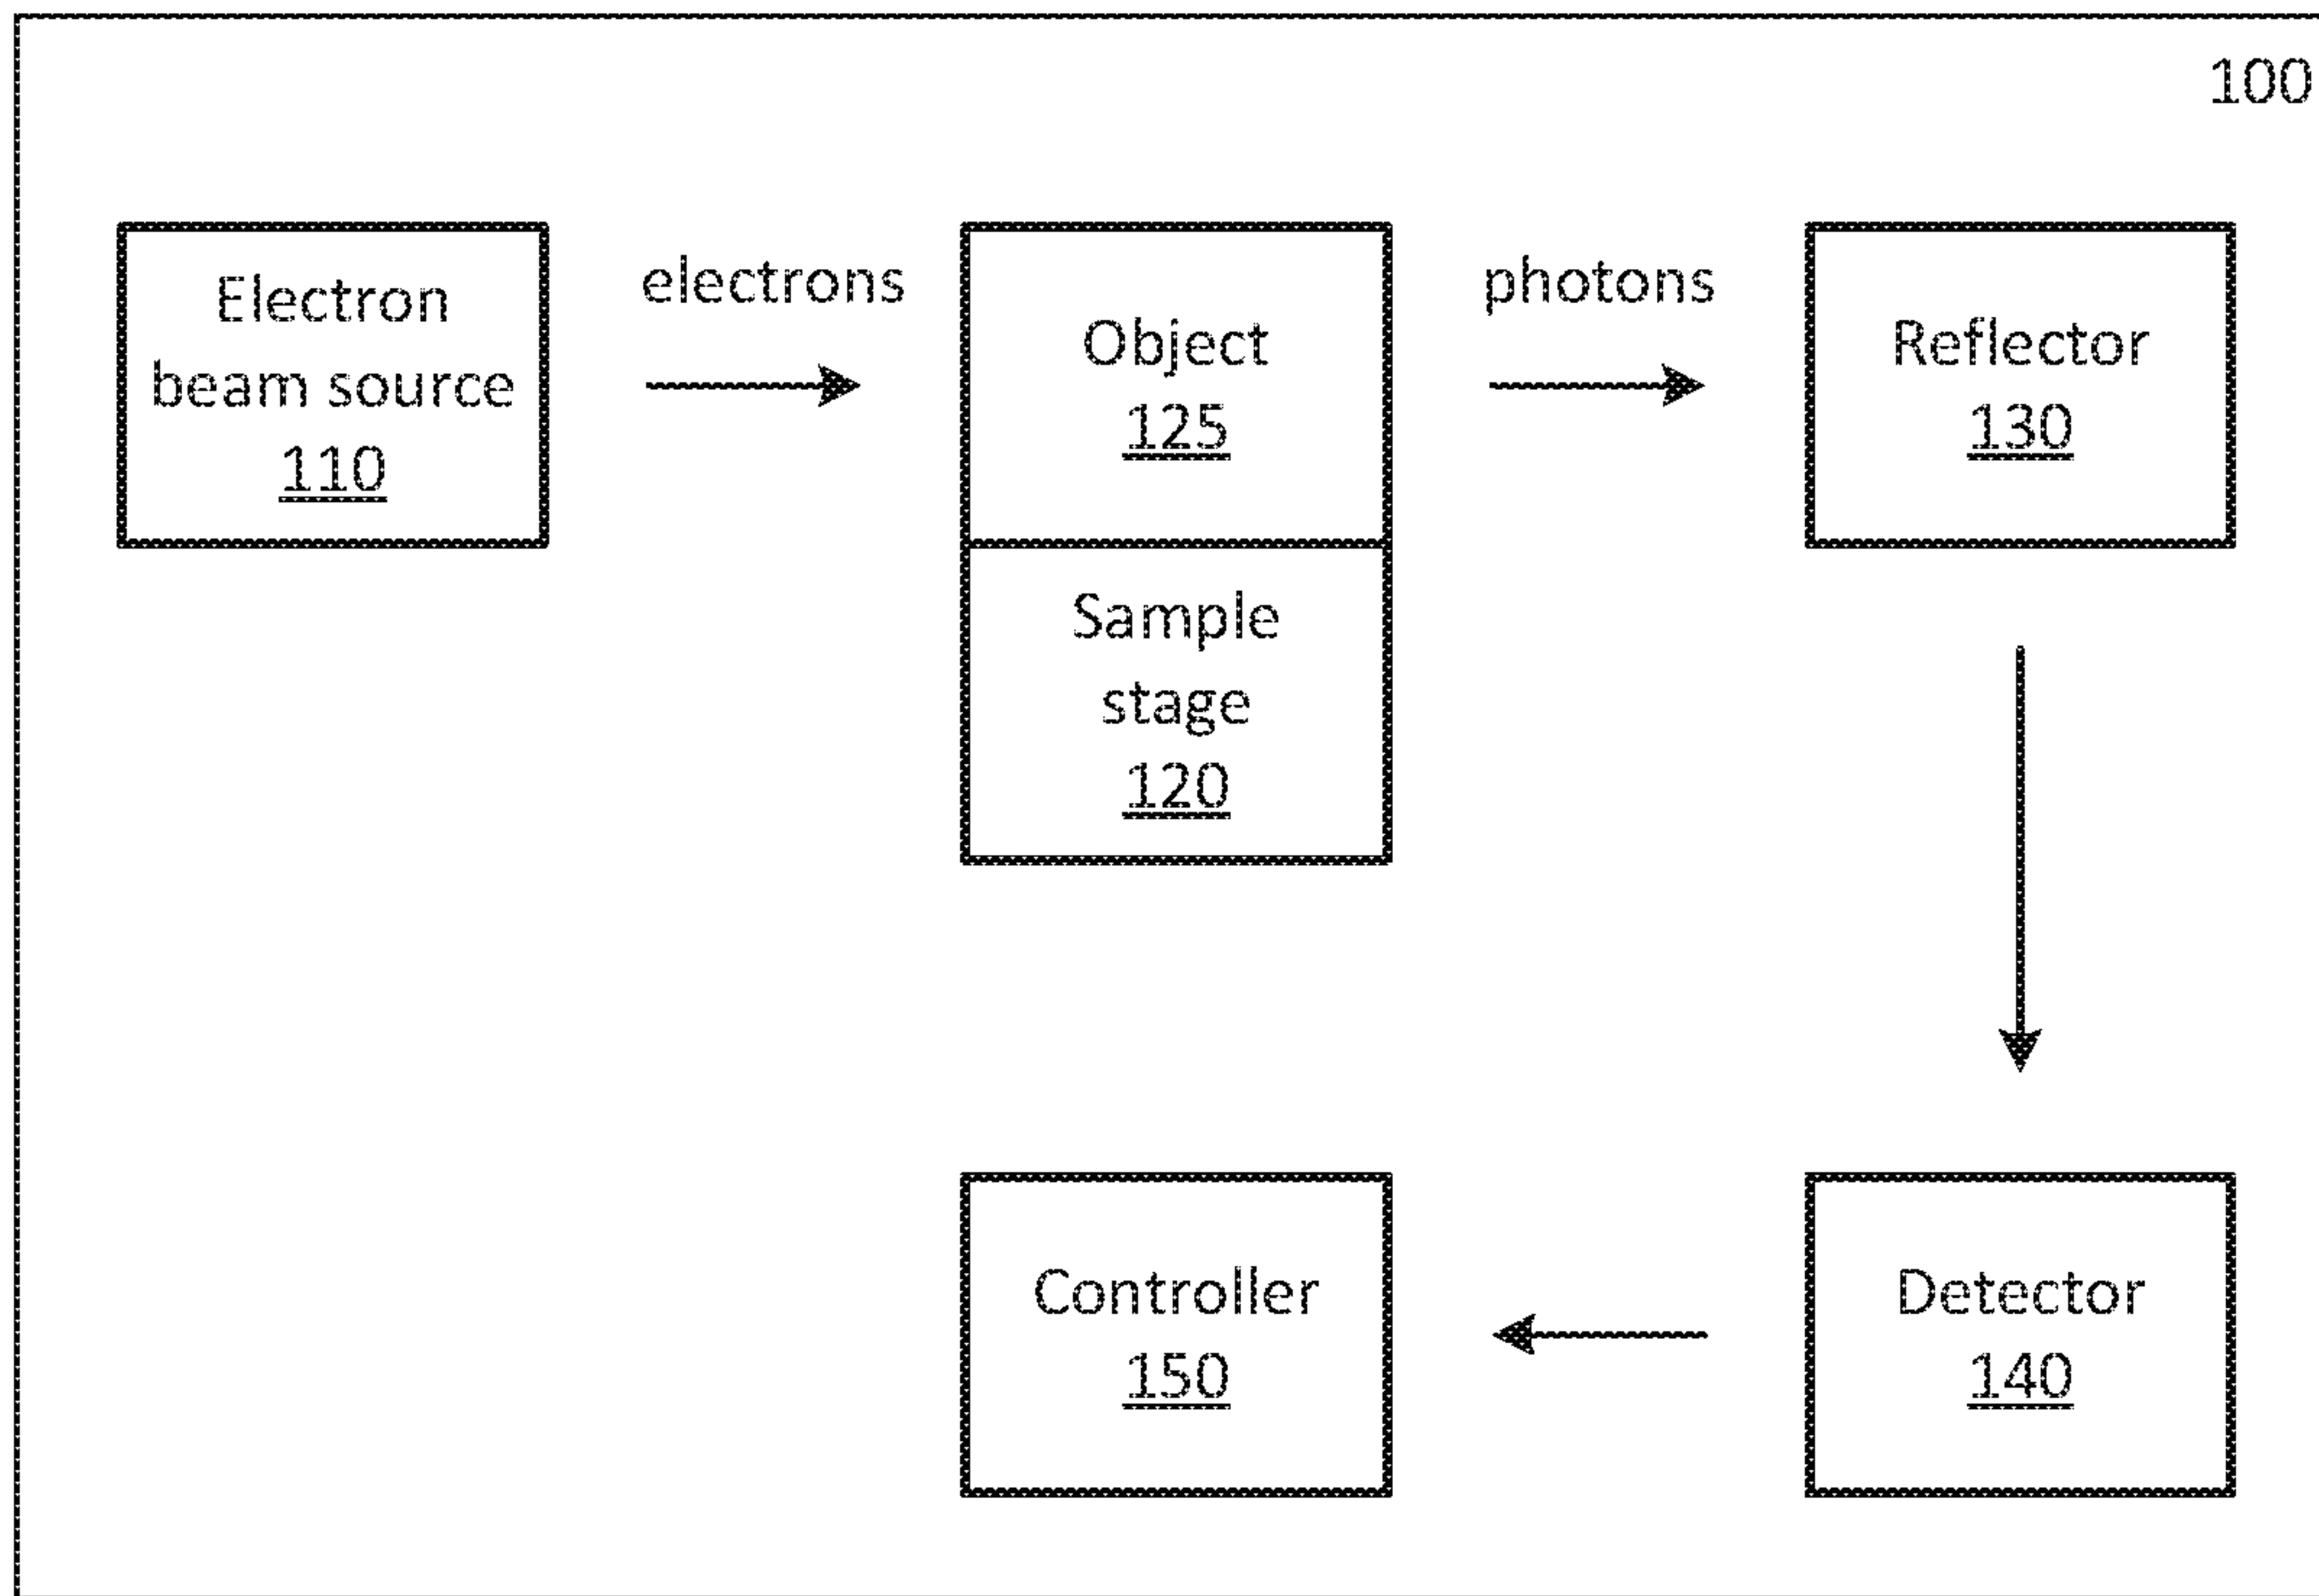 100
Electron
beam source
110
electrons
Object
125
photons
Reflector
130
Sample
stage
120
Controller
150
Detector
140